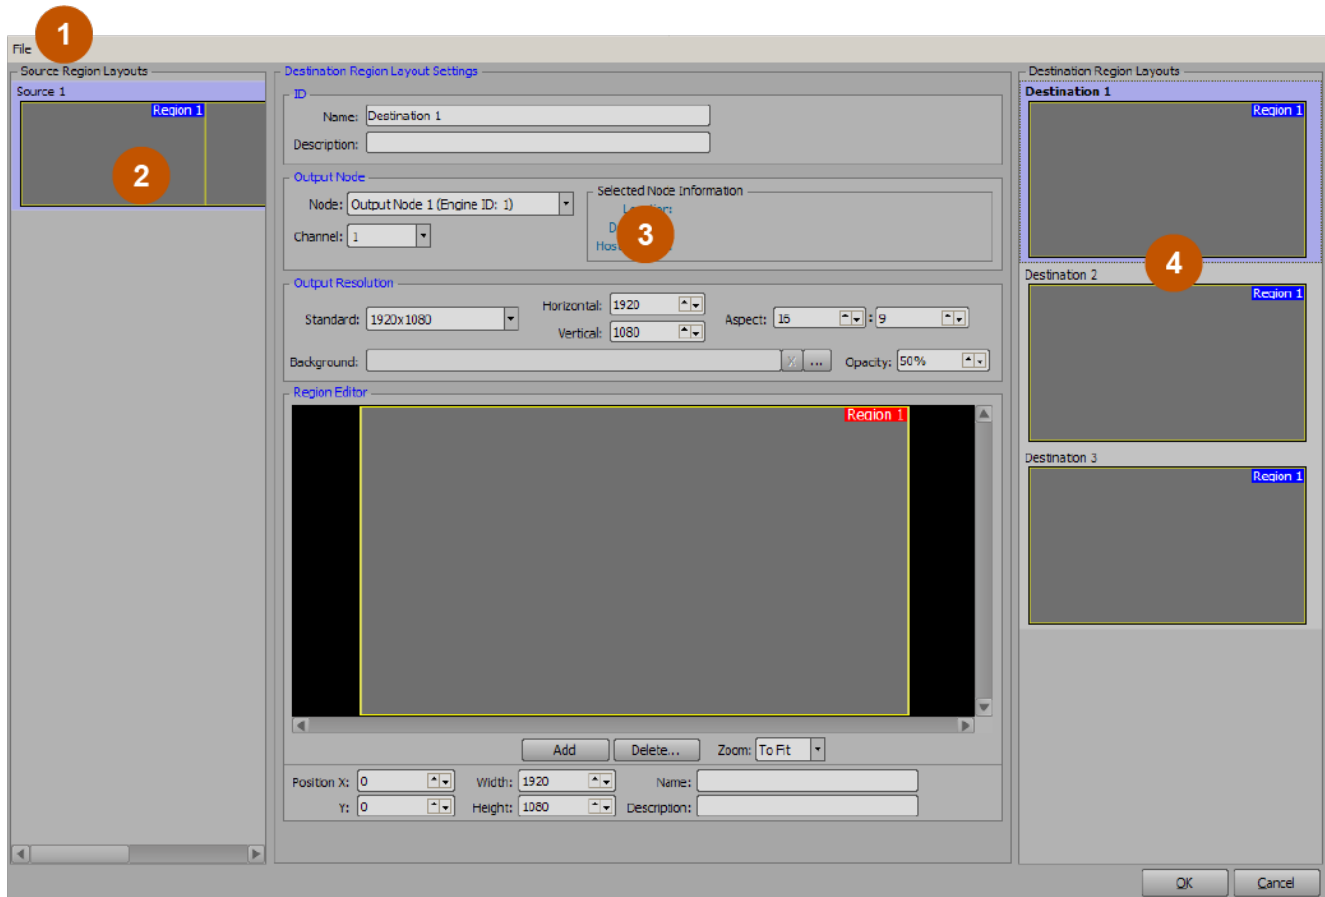 1
File
Source Region Layouts
Source 1
Region 1
2
Destination Region Layout Settings
ID
Name: Destination 1
Description:
Output Node
Node: Output Node 1 (Engine ID: 1)
Channel: 1
Selected Node Information
3
Output Resolution
Standard: 1920x1080
Horizontal: 1920
Vertical: 1080
Aspect: 16 : 9
Background: X ... Opacity: 50%
Region Editor
Region 1
Add Delete... Zoom: To Fit
Position X: 0 Width: 1920 Name:
Y: 0 Height: 1080 Description:
Destination Region Layouts
Destination 1
Region 1
4
Destination 2
Region 1
Destination 3
Region 1
OK Cancel